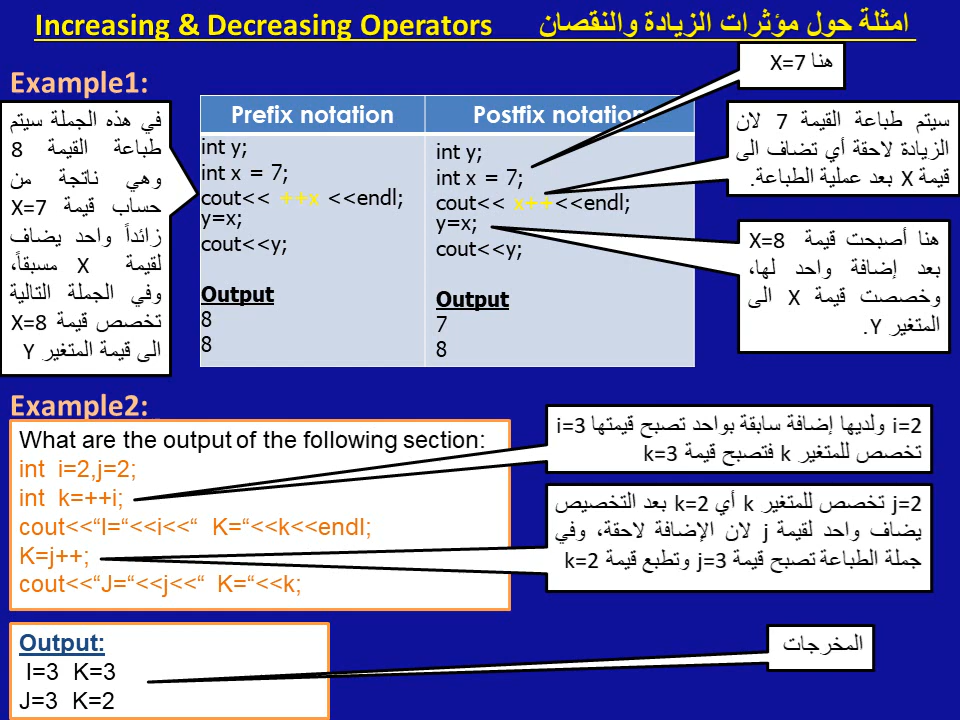 Increasing & Decreasing Operators امثلة حول مؤثرات الزيادة والنقصان
هنا X=7
Example1:
في هذه الجملة سيتم
طباعة القيمة 8
وهي ناتجة من
حساب قيمة X=7
زائداً واحد يضاف
لقيمة X مسبقاً،
وفي الجملة التالية
تخصص قيمة X=8
الى قيمة المتغير Y
Prefix notation
int y;
int x = 7;
cout<< ++x <<endl;
y=x;
cout<<y;
Output
8
8
Postfix notation
int y;
int x = 7;
cout<< x++<<endl;
y=x;
cout<<y;
Output
7
8
سيتم طباعة القيمة 7 لان
الزيادة لاحقة أي تضاف الى
قيمة X بعد عملية الطباعة.
هنا أصبحت قيمة X=8
بعد إضافة واحد لها،
وخصصت قيمة X الى
المتغير Y.
Example2:
What are the output of the following section:
int i=2,j=2;
int k=++i;
cout<<“I=“<<i<<“ K=“<<k<<endl;
K=j++;
cout<<“J=“<<j<<“ K=“<<k;
i=2 ولديها إضافة سابقة بواحد تصبح قيمتها i=3
تخصص للمتغير k فتصبح قيمة k=3
j=2 تخصص للمتغير k أي k=2 بعد التخصيص
يضاف واحد لقيمة j لان الإضافة لاحقة، وفي
جملة الطباعة تصبح قيمة j=3 وتطبع قيمة k=2
Output:
I=3 K=3
J=3 K=2
المخرجات